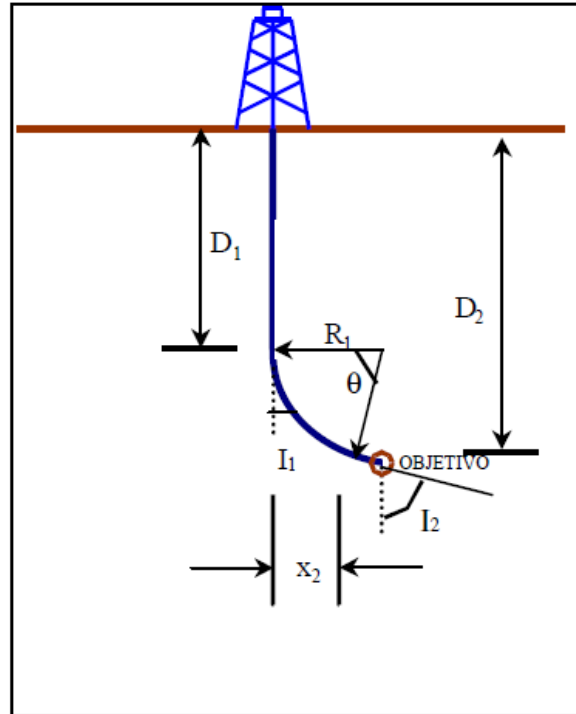 D₁
D₂
R₁
θ
OBJETIVO
I₁
I₂
x₂